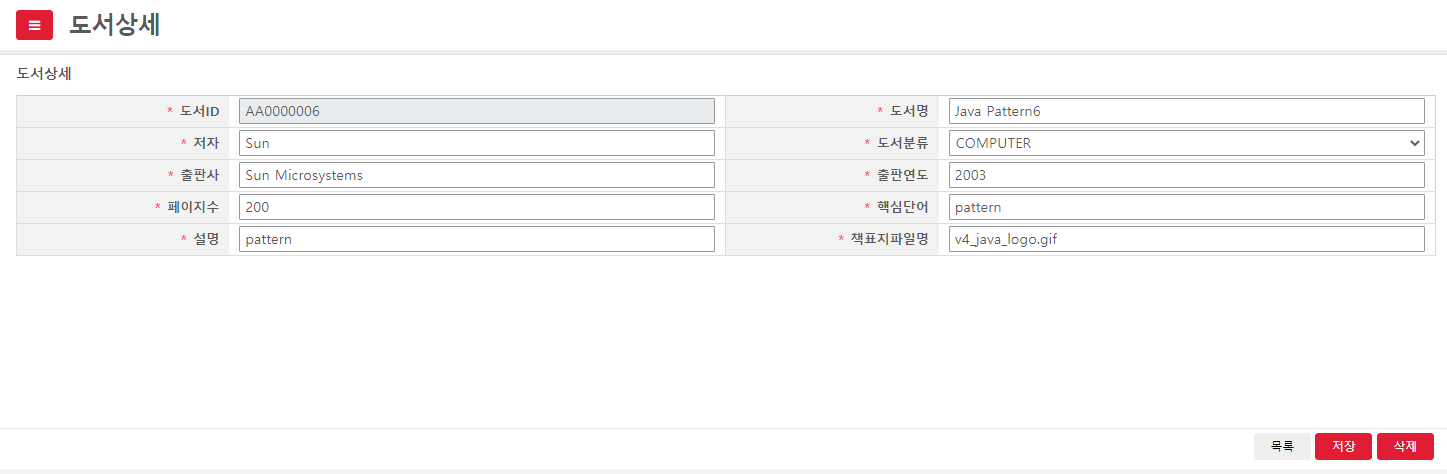 도서상세
도서상세
* 도서ID AA0000006 * 도서명 Java Pattern6
* 저자 Sun * 도서분류 COMPUTER
* 출판사 Sun Microsystems * 출판연도 2003
* 페이지수 200 * 핵심단어 pattern
* 설명 pattern * 책표지파일명 v4_java_logo.gif
목록 저장 삭제